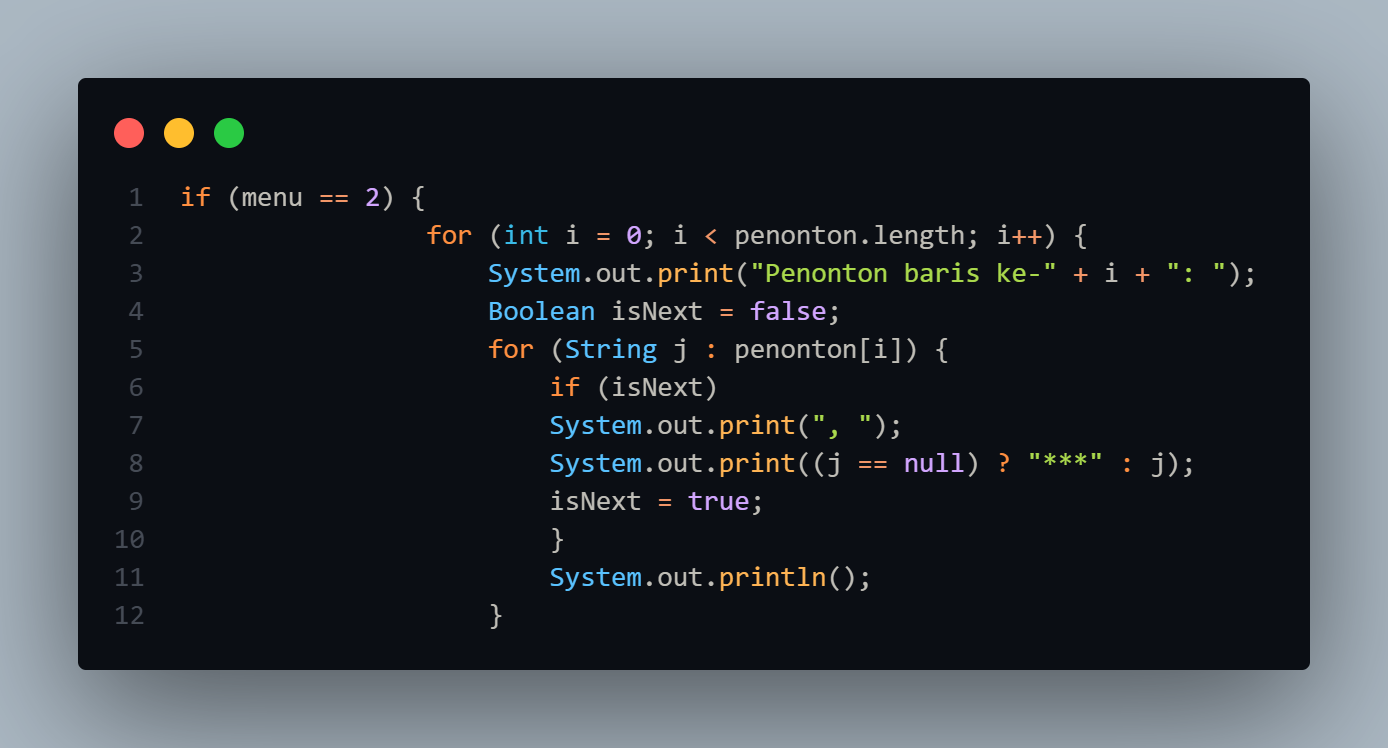 1 if (menu == 2) {
2                 for (int i = 0; i < penonton.length; i++) {
3                     System.out.print("Penonton baris ke-" + i + ": ");
4                     Boolean isNext = false;
5                     for (String j : penonton[i]) {
6                         if (isNext)
7                         System.out.print(", ");
8                         System.out.print((j == null) ? "***" : j);
9                         isNext = true;
10                         }
11                         System.out.println();
12                     }